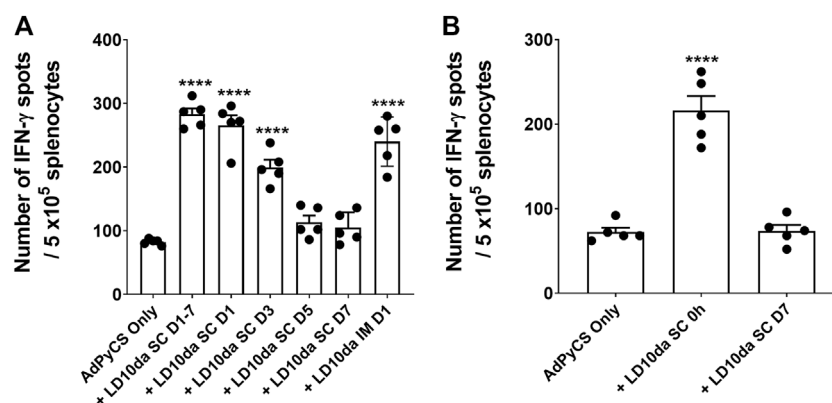 A
Number of IFN-γ spots
/ 5 x10⁵ splenocytes
400
300
200
100
0
****
****
****
****
AdPyCS Only
+ LD10da SC D1-7
+ LD10da SC D1
+ LD10da SC D3
+ LD10da SC D5
+ LD10da SC D7
+ LD10da IM D1
B
Number of IFN-γ spots
/ 5 x10⁵ splenocytes
300
200
100
0
****
AdPyCS Only
+ LD10da SC 0h
+ LD10da SC D7